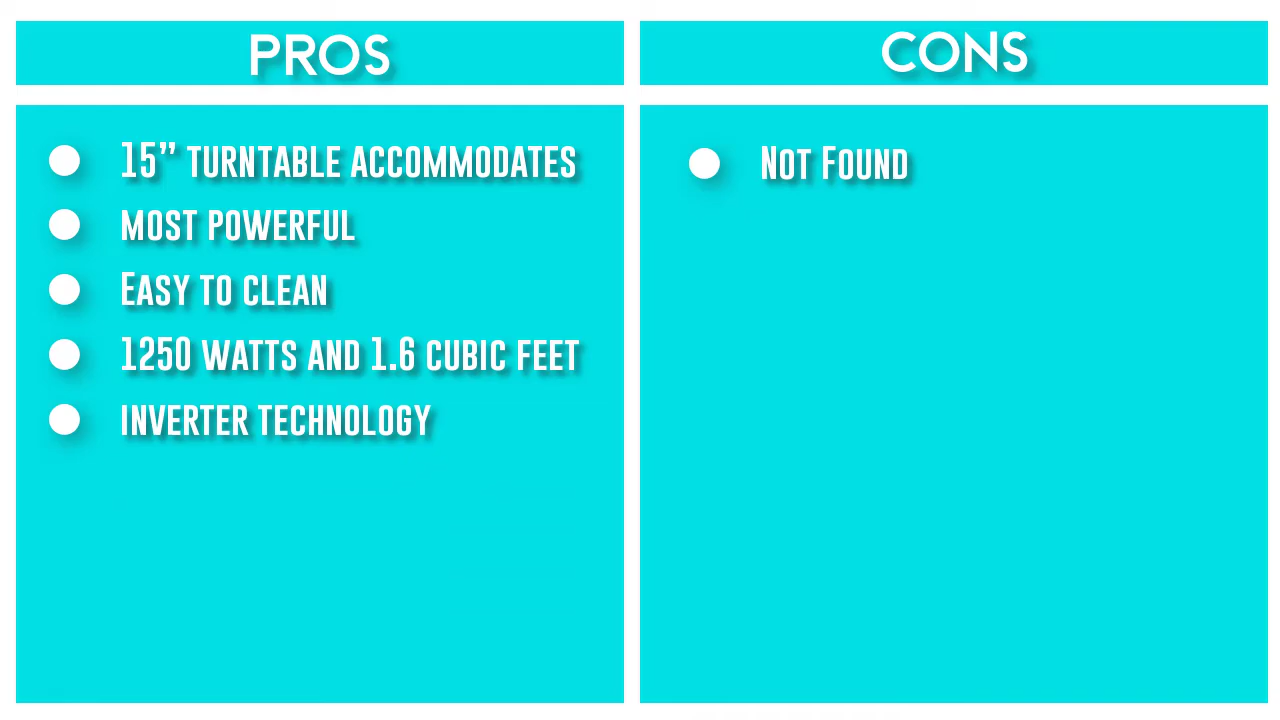 PROS
15” TURNTABLE ACCOMMODATES
MOST POWERFUL
EASY TO CLEAN
1250 WATTS AND 1.6 CUBIC FEET
INVERTER TECHNOLOGY
CONS
NOT FOUND